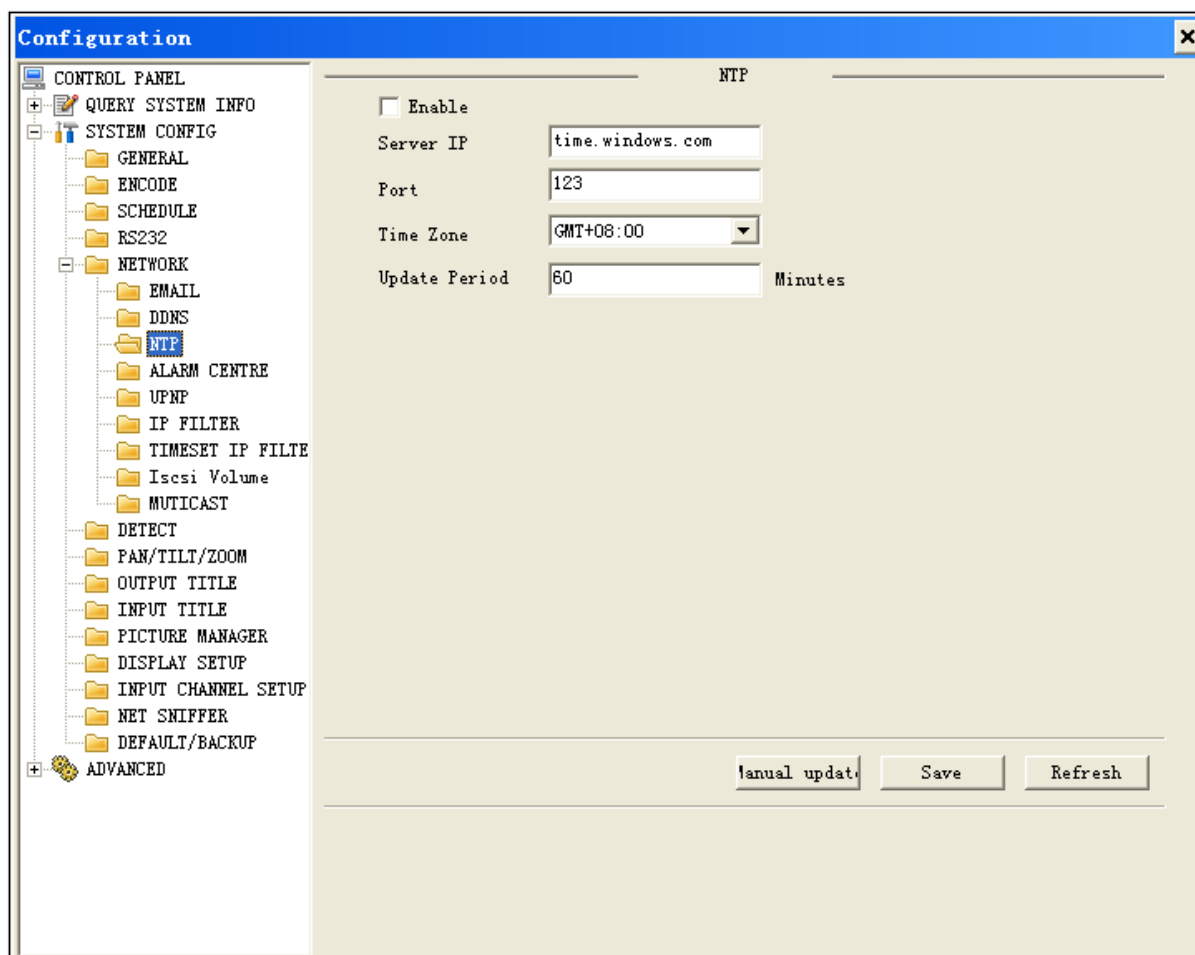 Configuration
CONTROL PANEL
QUERY SYSTEM INFO
SYSTEM CONFIG
GENERAL
ENCODE
SCHEDULE
RS232
NETWORK
EMAIL
DDNS
NTP
ALARM CENTRE
UPNP
IP FILTER
TIMESET IP FILTE
Iscsi Volume
MUTICAST
DETECT
PAN/TILT/ZOOM
OUTPUT TITLE
INPUT TITLE
PICTURE MANAGER
DISPLAY SETUP
INPUT CHANNEL SETUP
NET SNIFFER
DEFAULT/BACKUP
ADVANCED
NTP
Enable
Server IP time.windows.com
Port 123
Time Zone GMT+08:00
Update Period 60 Minutes
anual updat Save Refresh